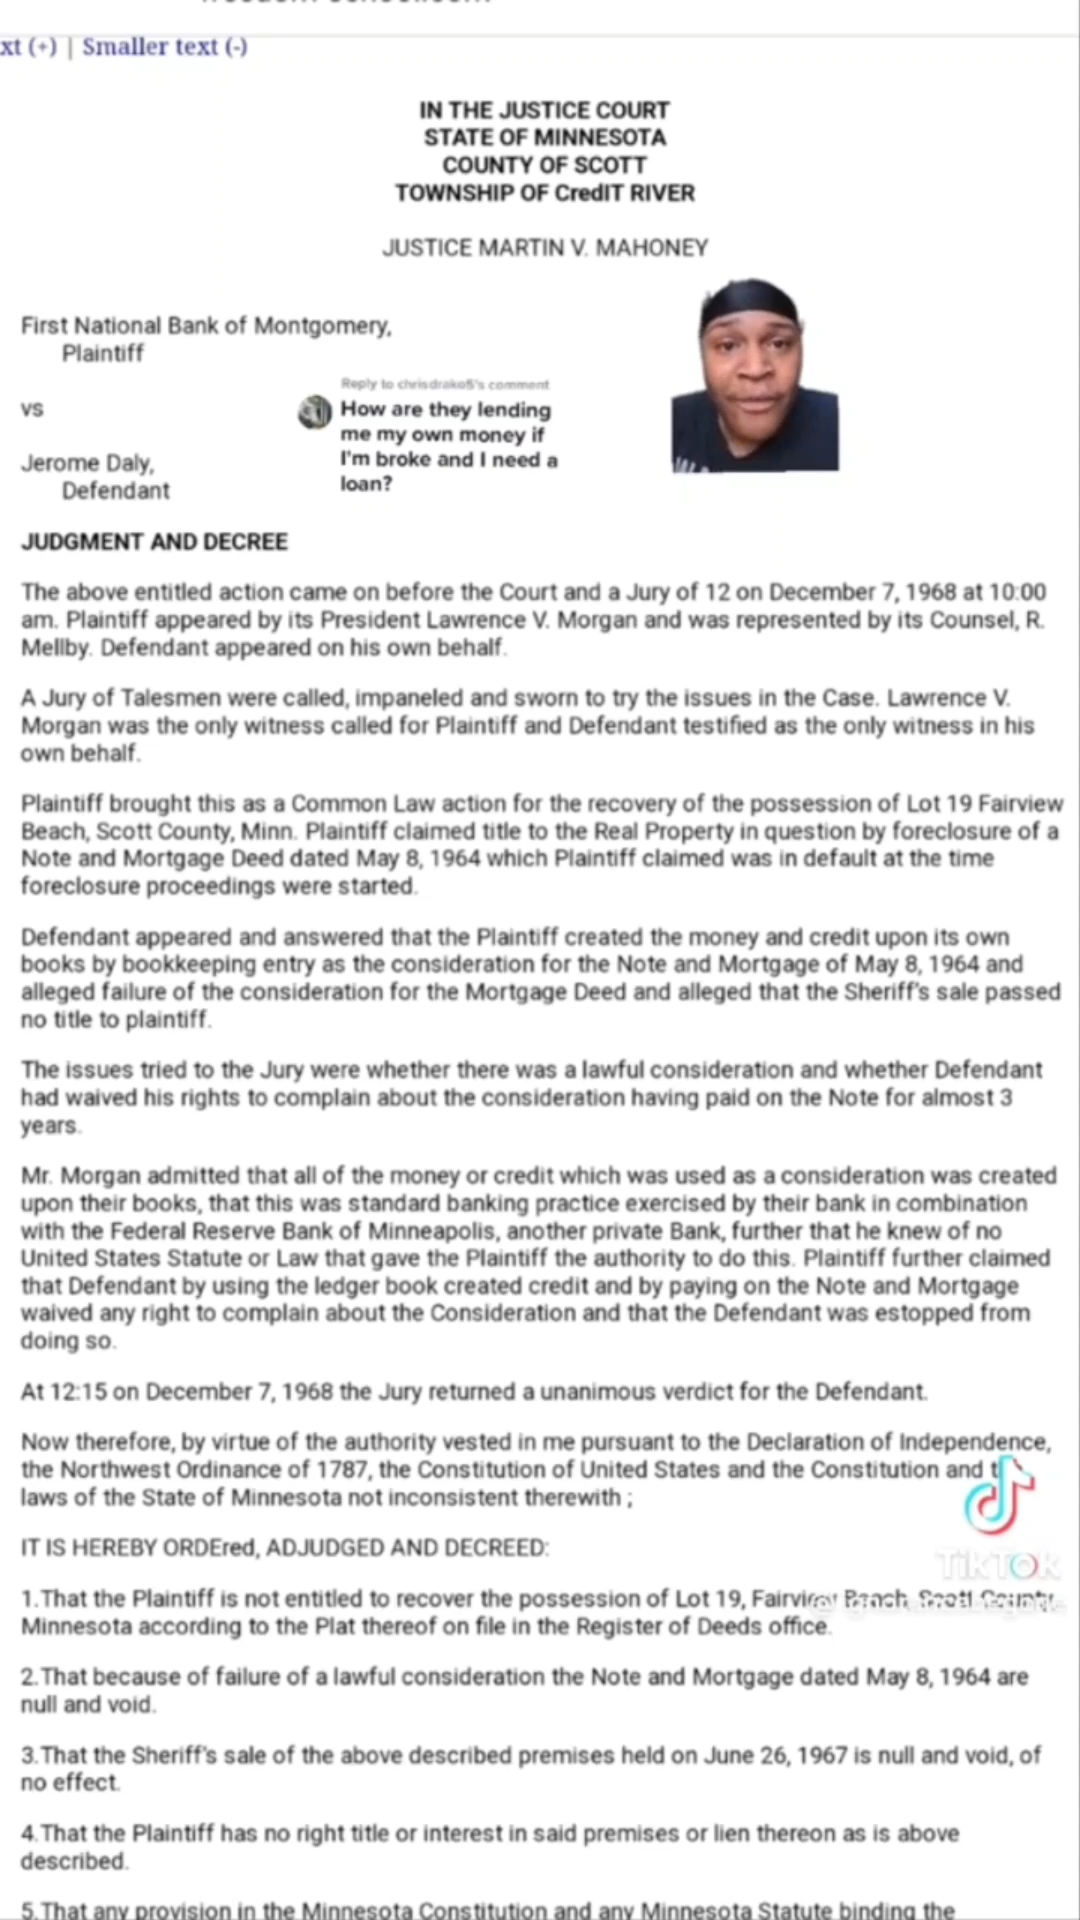 xt (+) | Smaller text (-)
IN THE JUSTICE COURT
STATE OF MINNESOTA
COUNTY OF SCOTT
TOWNSHIP OF CredIT RIVER
JUSTICE MARTIN V. MAHONEY
First National Bank of Montgomery,
Plaintiff
vs
Jerome Daly,
Defendant
Reply to chrisdrako5's comment
How are they lending
me my own money if
I'm broke and I need a
loan?
JUDGMENT AND DECREE
The above entitled action came on before the Court and a Jury of 12 on December 7, 1968 at 10:00
am. Plaintiff appeared by its President Lawrence V. Morgan and was represented by its Counsel, R.
Mellby. Defendant appeared on his own behalf.
A Jury of Talesmen were called, impaneled and sworn to try the issues in the Case. Lawrence V.
Morgan was the only witness called for Plaintiff and Defendant testified as the only witness in his
own behalf.
Plaintiff brought this as a Common Law action for the recovery of the possession of Lot 19 Fairview
Beach, Scott County, Minn. Plaintiff claimed title to the Real Property in question by foreclosure of a
Note and Mortgage Deed dated May 8, 1964 which Plaintiff claimed was in default at the time
foreclosure proceedings were started.
Defendant appeared and answered that the Plaintiff created the money and credit upon its own
books by bookkeeping entry as the consideration for the Note and Mortgage of May 8, 1964 and
alleged failure of the consideration for the Mortgage Deed and alleged that the Sheriff's sale passed
no title to plaintiff.
The issues tried to the Jury were whether there was a lawful consideration and whether Defendant
had waived his rights to complain about the consideration having paid on the Note for almost 3
years.
Mr. Morgan admitted that all of the money or credit which was used as a consideration was created
upon their books, that this was standard banking practice exercised by their bank in combination
with the Federal Reserve Bank of Minneapolis, another private Bank, further that he knew of no
United States Statute or Law that gave the Plaintiff the authority to do this. Plaintiff further claimed
that Defendant by using the ledger book created credit and by paying on the Note and Mortgage
waived any right to complain about the Consideration and that the Defendant was estopped from
doing so.
At 12:15 on December 7, 1968 the Jury returned a unanimous verdict for the Defendant.
Now therefore, by virtue of the authority vested in me pursuant to the Declaration of Independence,
the Northwest Ordinance of 1787, the Constitution of United States and the Constitution and t
laws of the State of Minnesota not inconsistent therewith ;
TikTok
IT IS HEREBY ORDEred, ADJUDGED AND DECREED:
1.That the Plaintiff is not entitled to recover the possession of Lot 19, Fairview Beach, Scott County,
Minnesota according to the Plat thereof on file in the Register of Deeds office.
2.That because of failure of a lawful consideration the Note and Mortgage dated May 8, 1964 are
null and void.
3.That the Sheriff's sale of the above described premises held on June 26, 1967 is null and void, of
no effect.
4.That the Plaintiff has no right title or interest in said premises or lien thereon as is above
described.
5.That any provision in the Minnesota Constitution and any Minnesota Statute binding the